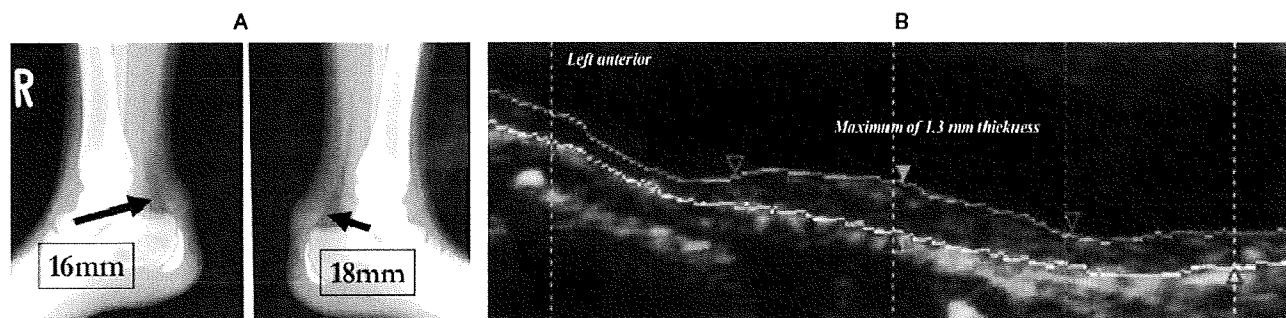 A
B
R
16mm
18mm
Left anterior
Maximum of 1.3 mm thickness